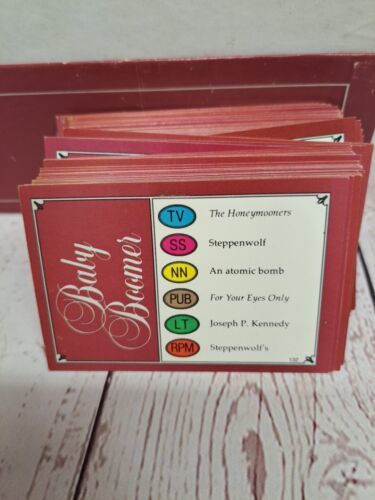 Baby
Boomer
TV The Honeymooners
SS Steppenwolf
NN An atomic bomb
PUB For Your Eyes Only
LT Joseph P. Kennedy
RPM Steppenwolf's
132